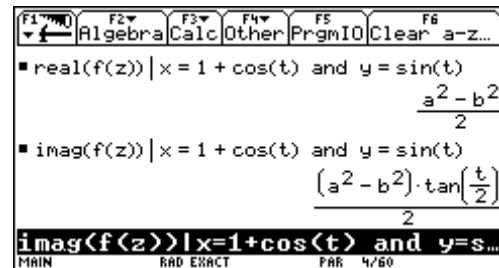 F1 F2 F3 F4 F5 F6
Algebra Calc Other PrgmIO Clear a-z…
▪ real(f(z)) | x = 1 + cos(t) and y = sin(t)
a² - b²
2
▪ imag(f(z)) | x = 1 + cos(t) and y = sin(t)
(a² - b²)·tan(t/2)
2
imag(f(z))|x=1+cos(t) and y=s…
MAIN RAD EXACT PAR 4/60